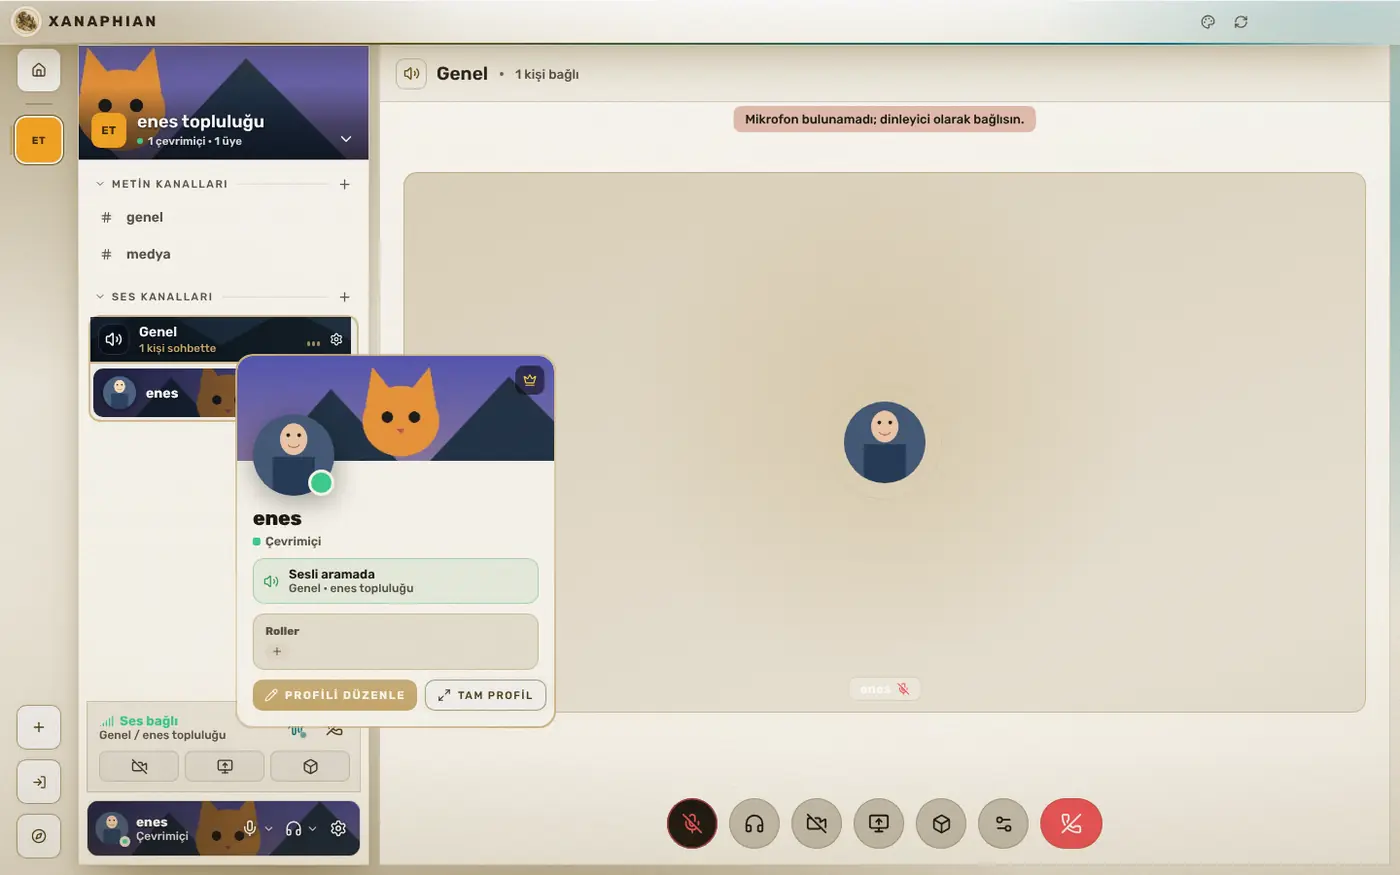 XANAPHIAN
ET
enes topluluğu
1 çevrimiçi • 1 üye
ET
METİN KANALLARI
# genel
# medya
SES KANALLARI
Genel
1 kişi sohbette
enes
Genel • 1 kişi bağlı
Mikrofon bulunamadı; dinleyici olarak bağlısın.
enes
Çevrimiçi
Sesli aramada
Genel • enes topluluğu
Roller
+
PROFİLİ DÜZENLE
TAM PROFİL
enes
Ses bağlı
Genel / enes topluluğu
enes
Çevrimiçi